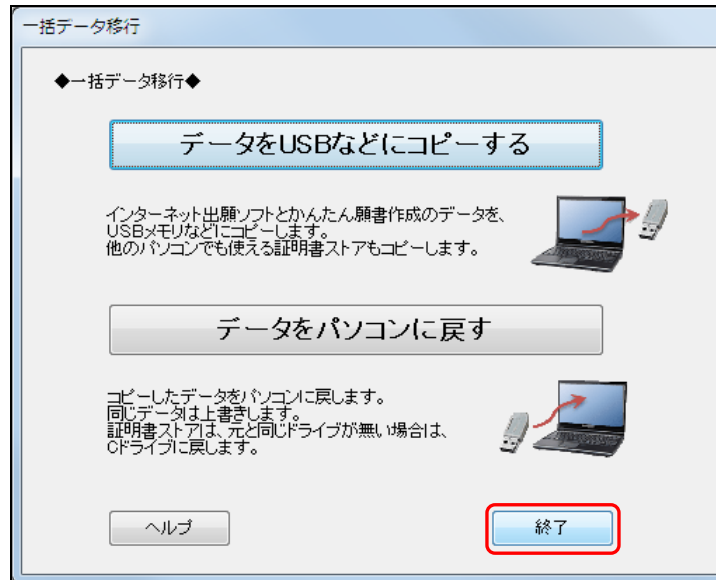 一括データ移行
◆一括データ移行◆
データをUSBなどにコピーする
インターネット出願ソフトとかんたん願書作成のデータを、
USBメモリなどにコピーします。
他のパソコンでも使える証明書ストアもコピーします。
データをパソコンに戻す
コピーしたデータをパソコンに戻します。
同じデータは上書きします。
証明書ストアは、元と同じドライブが無い場合は、
Cドライブに戻します。
ヘルプ
終了